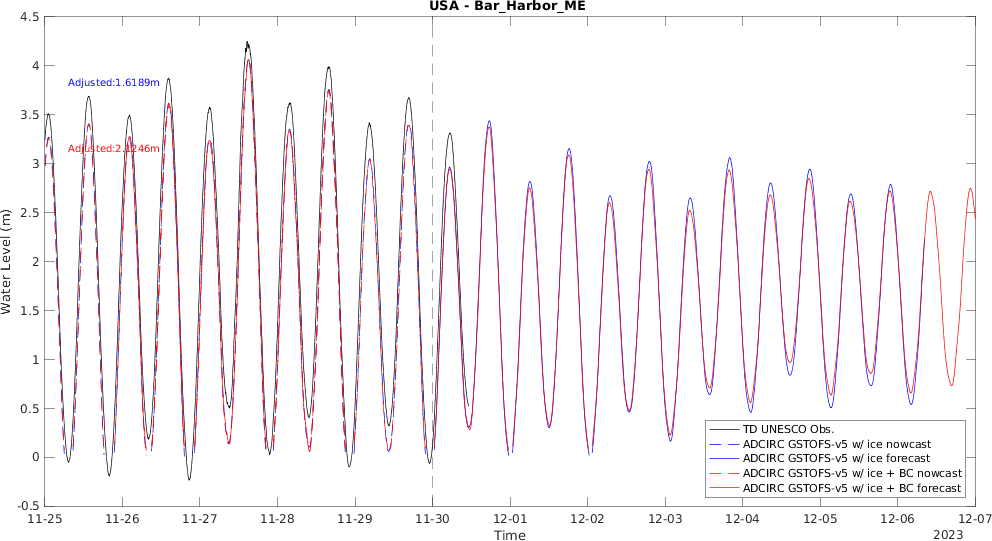 USA - Bar_Harbor_ME
4.5
4
3.5
3
2.5
2
1.5
1
0.5
0
-0.5
Water Level (m)
Adjusted:1.6189m
Adjusted:2.1246m
TD UNESCO Obs.
ADCIRC GSTOFS-v5 w/ ice nowcast
ADCIRC GSTOFS-v5 w/ ice forecast
ADCIRC GSTOFS-v5 w/ ice + BC nowcast
ADCIRC GSTOFS-v5 w/ ice + BC forecast
11-25 11-26 11-27 11-28 11-29 11-30 12-01 12-02 12-03 12-04 12-05 12-06 12-07
Time
2023